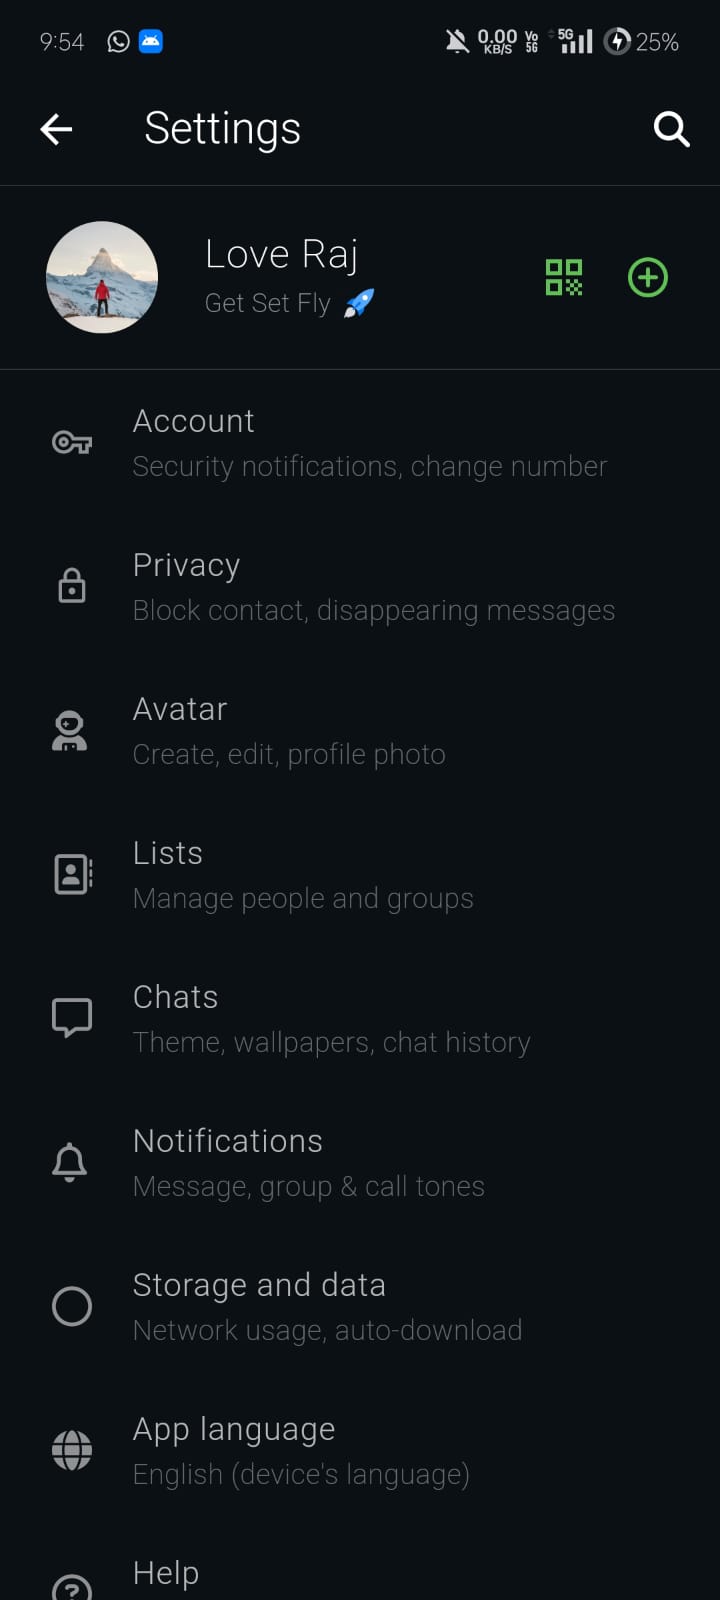 9:54
0.00 KB/S Vo 5G 5G 25%
Settings
Love Raj
Get Set Fly 🚀
Account
Security notifications, change number
Privacy
Block contact, disappearing messages
Avatar
Create, edit, profile photo
Lists
Manage people and groups
Chats
Theme, wallpapers, chat history
Notifications
Message, group & call tones
Storage and data
Network usage, auto-download
App language
English (device's language)
Help